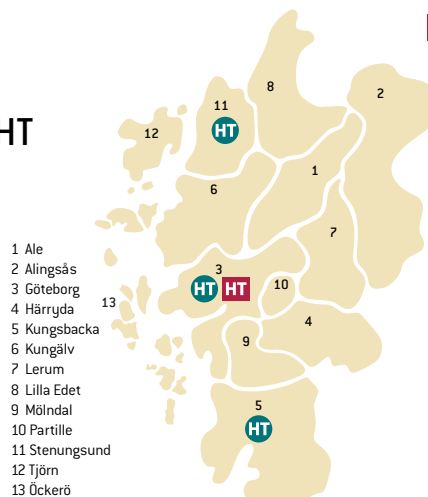 HT
8
2
11
HT
12
1
6
7
3
HT HT
10
13
4
9
5
HT
1 Ale
2 Alingsås
3 Göteborg
4 Härryda
5 Kungsbacka
6 Kungälv
7 Lerum
8 Lilla Edet
9 Mölndal
10 Partille
11 Stenungsund
12 Tjörn
13 Öckerö